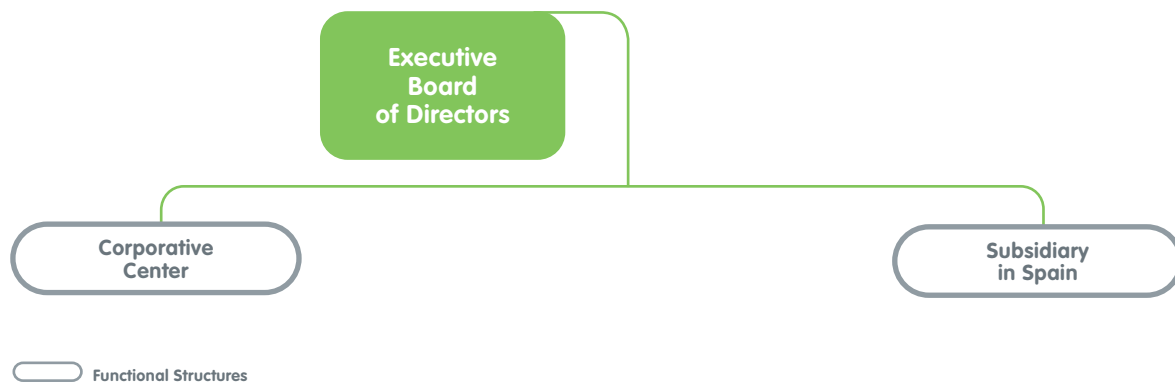 Executive
Board
of Directors
Corporative
Center
Subsidiary
in Spain
Functional Structures